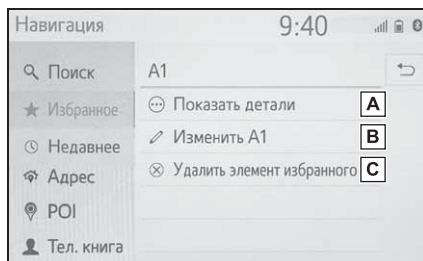 Навигация 9:40
Поиск
A1
Избранное
Показать детали A
Недавнее
Изменить A1 B
Адрес
Удалить элемент избранного C
POI
Тел. книга